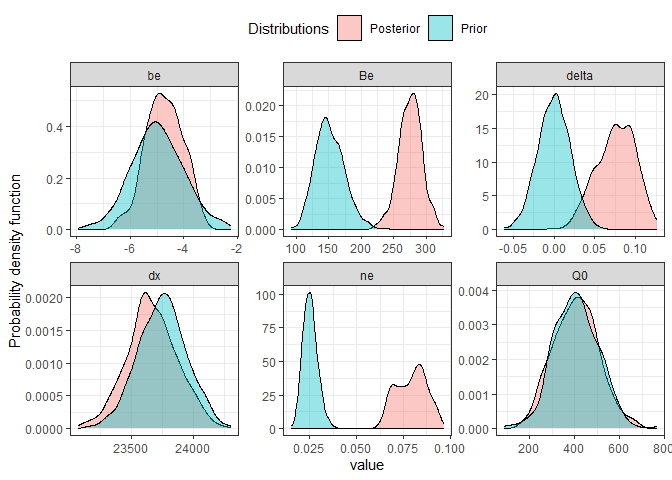 Distributions Posterior Prior
be Be delta
0.4
0.2
0.0
-8 -6 -4 -2
0.020
0.015
0.010
0.005
0.000
100 150 200 250 300
20
15
10
5
0
-0.05 0.00 0.05 0.10
Probability density function
dx ne Q0
0.0020
0.0015
0.0010
0.0005
0.0000
23500 24000
100
75
50
25
0
0.025 0.050 0.075 0.100
0.004
0.003
0.002
0.001
0.000
200 400 600 800
value